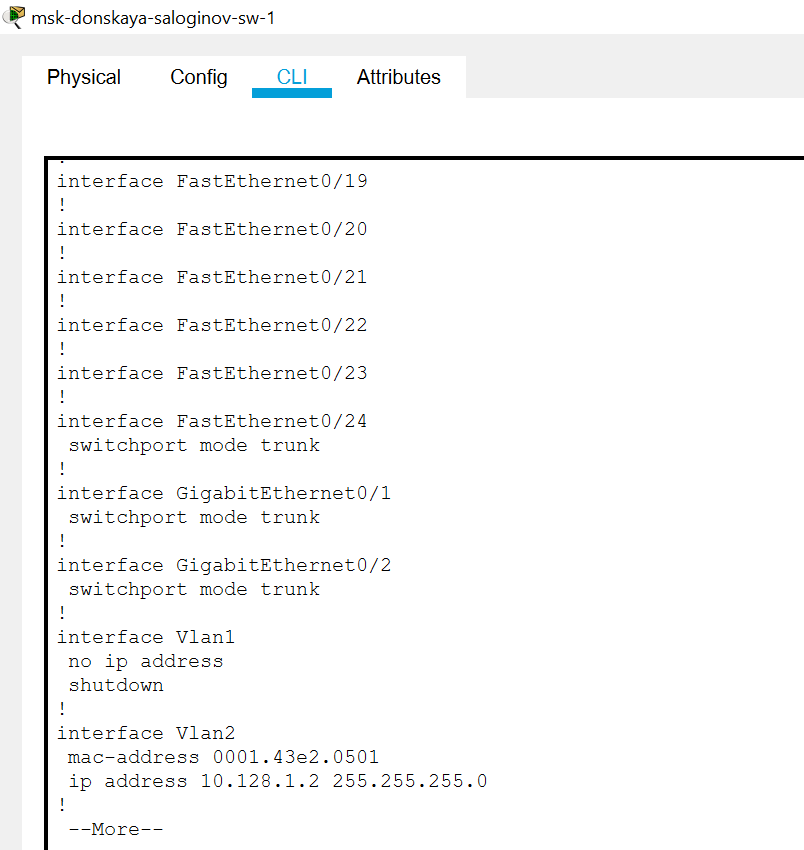 msk-donskaya-saloginov-sw-1
Physical Config CLI Attributes
!
interface FastEthernet0/19
!
interface FastEthernet0/20
!
interface FastEthernet0/21
!
interface FastEthernet0/22
!
interface FastEthernet0/23
!
interface FastEthernet0/24
 switchport mode trunk
!
interface GigabitEthernet0/1
 switchport mode trunk
!
interface GigabitEthernet0/2
 switchport mode trunk
!
interface Vlan1
 no ip address
 shutdown
!
interface Vlan2
 mac-address 0001.43e2.0501
 ip address 10.128.1.2 255.255.255.0
!
 --More--